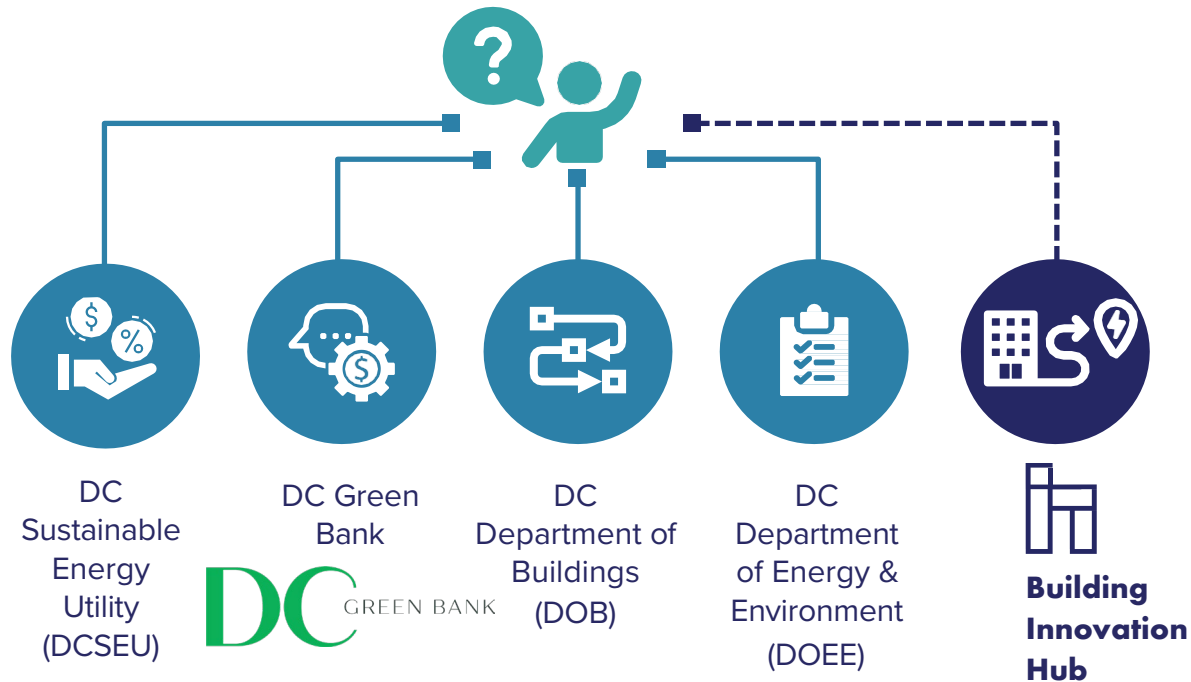 ?
$
%
$
DC
Sustainable
Energy
Utility
(DCSEU)
DC Green
Bank
DC GREEN BANK
DC
Department of
Buildings
(DOB)
DC
Department
of Energy &
Environment
(DOEE)
Building
Innovation
Hub